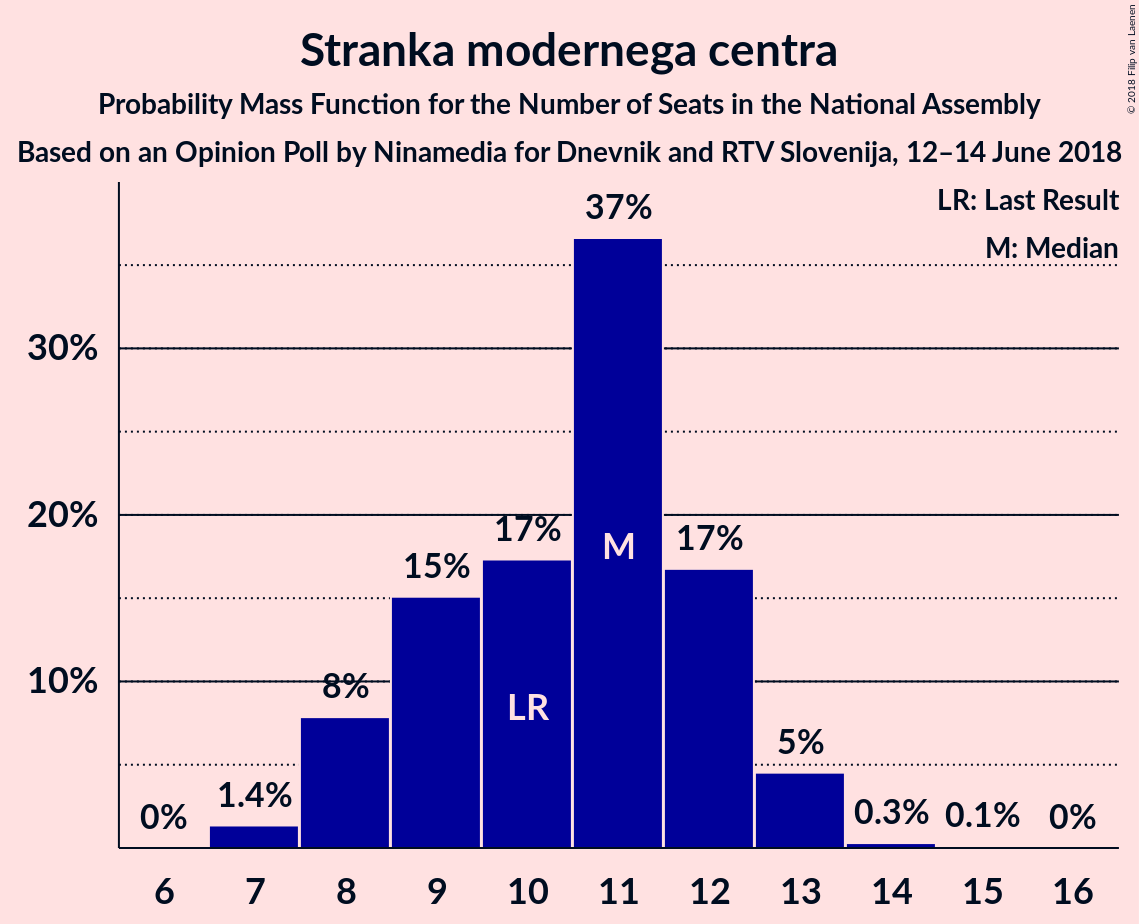 Stranka modernega centra
Probability Mass Function for the Number of Seats in the National Assembly
Based on an Opinion Poll by Ninamedia for Dnevnik and RTV Slovenija, 12–14 June 2018
© 2018 Filip van Laenen
LR: Last Result
M: Median
30%
20%
10%
0%
1.4%
8%
15%
17%
LR
37%
M
17%
5%
0.3%
0.1%
0%
6 7 8 9 10 11 12 13 14 15 16